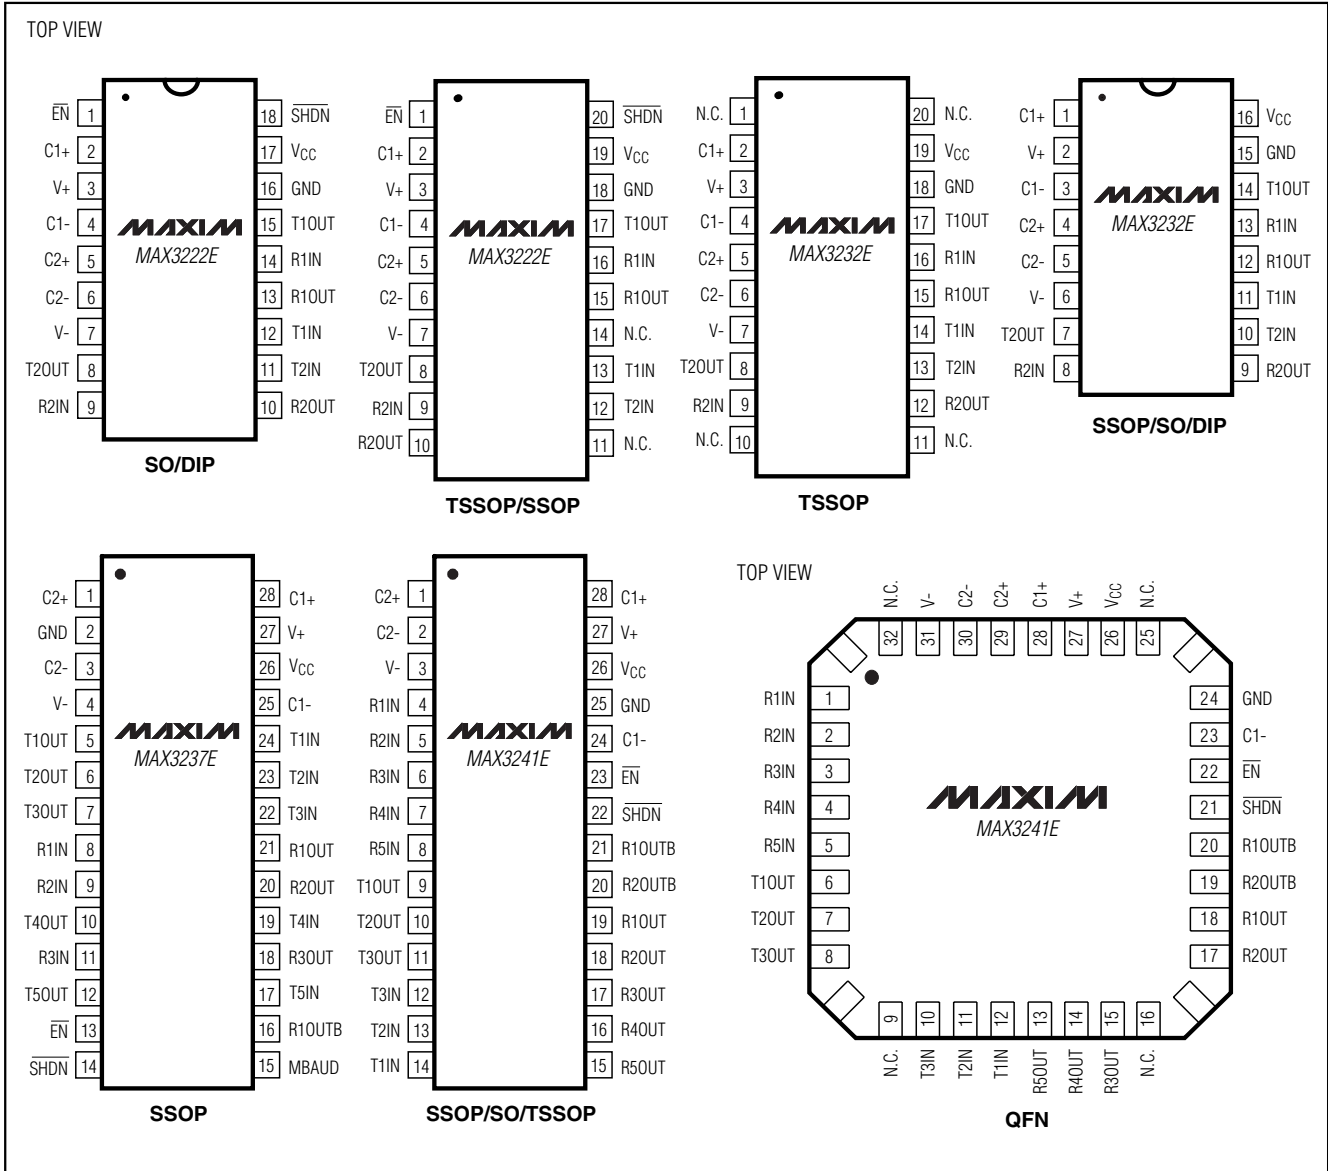 TOP VIEW
EN 1 18 SHDN
C1+ 2 17 VCC
V+ 3 16 GND
C1- 4 15 T1OUT
C2+ 5 14 R1IN
C2- 6 13 R1OUT
V- 7 12 T1IN
T2OUT 8 11 T2IN
R2IN 9 10 R2OUT
MAXIM
MAX3222E
SO/DIP
EN 1 20 SHDN
C1+ 2 19 VCC
V+ 3 18 GND
C1- 4 17 T1OUT
C2+ 5 16 R1IN
C2- 6 15 R1OUT
V- 7 14 N.C.
T2OUT 8 13 T1IN
R2IN 9 12 T2IN
R2OUT 10 11 N.C.
MAXIM
MAX3222E
TSSOP/SSOP
N.C. 1 20 N.C.
C1+ 2 19 VCC
V+ 3 18 GND
C1- 4 17 T1OUT
C2+ 5 16 R1IN
C2- 6 15 R1OUT
V- 7 14 T1IN
T2OUT 8 13 T2IN
R2IN 9 12 R2OUT
N.C. 10 11 N.C.
MAXIM
MAX3232E
TSSOP
C1+ 1 16 VCC
V+ 2 15 GND
C1- 3 14 T1OUT
C2+ 4 13 R1IN
C2- 5 12 R1OUT
V- 6 11 T1IN
T2OUT 7 10 T2IN
R2IN 8 9 R2OUT
MAXIM
MAX3232E
SSOP/SO/DIP
C2+ 1 28 C1+
GND 2 27 V+
C2- 3 26 VCC
V- 4 25 C1-
T1OUT 5 24 T1IN
T2OUT 6 23 T2IN
T3OUT 7 22 T3IN
R1IN 8 21 R1OUT
R2IN 9 20 R2OUT
T4OUT 10 19 T4IN
R3IN 11 18 R3OUT
T5OUT 12 17 T5IN
EN 13 16 R1OUTB
SHDN 14 15 MBAUD
MAXIM
MAX3237E
SSOP
C2+ 1 28 C1+
C2- 2 27 V+
V- 3 26 VCC
R1IN 4 25 GND
R2IN 5 24 C1-
R3IN 6 23 EN
R4IN 7 22 SHDN
R5IN 8 21 R1OUTB
T1OUT 9 20 R2OUTB
T2OUT 10 19 R1OUT
T3OUT 11 18 R2OUT
T3IN 12 17 R3OUT
T2IN 13 16 R4OUT
T1IN 14 15 R5OUT
MAXIM
MAX3241E
SSOP/SO/TSSOP
TOP VIEW
N.C. V- C2- C2+ C1+ V+ VCC N.C.
32 31 30 29 28 27 26 25
R1IN 1 24 GND
R2IN 2 23 C1-
R3IN 3 22 EN
R4IN 4 21 SHDN
R5IN 5 20 R1OUTB
T1OUT 6 19 R2OUTB
T2OUT 7 18 R1OUT
T3OUT 8 17 R2OUT
MAXIM
MAX3241E
9 10 11 12 13 14 15 16
N.C. T3IN T2IN T1IN R5OUT R4OUT R3OUT N.C.
QFN